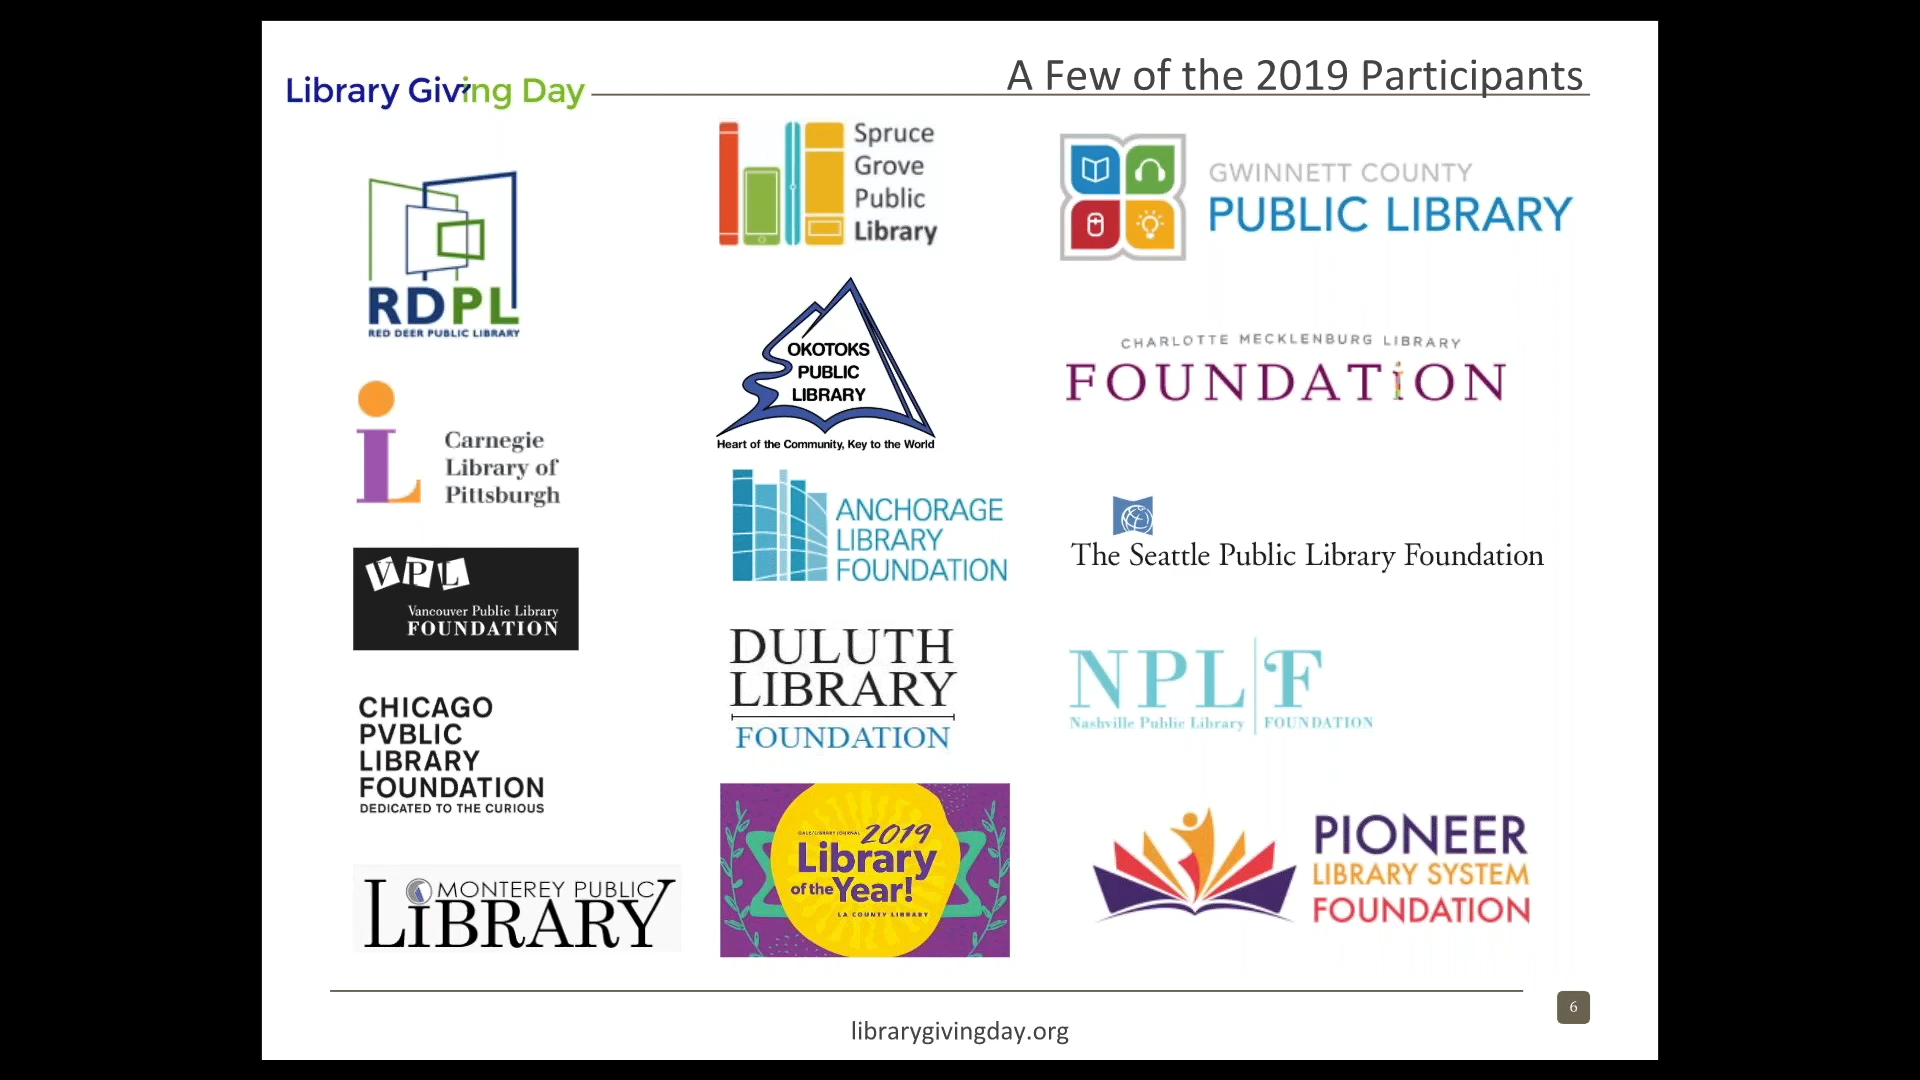 Library Giving Day
A Few of the 2019 Participants
RDPL
RED DEER PUBLIC LIBRARY
Carnegie
Library of
Pittsburgh
VPL
Vancouver Public Library
FOUNDATION
CHICAGO
PVBLIC
LIBRARY
FOUNDATION
DEDICATED TO THE CURIOUS
MONTEREY PUBLIC
LiBRARY
Spruce
Grove
Public
Library
OKOTOKS
PUBLIC
LIBRARY
Heart of the Community, Key to the World
ANCHORAGE
LIBRARY
FOUNDATION
DULUTH
LIBRARY
FOUNDATION
GALE/LIBRARY JOURNAL 2019
Library
of the Year!
LA COUNTY LIBRARY
GWINNETT COUNTY
PUBLIC LIBRARY
CHARLOTTE MECKLENBURG LIBRARY
FOUNDATiON
The Seattle Public Library Foundation
NPL F
Nashville Public Library FOUNDATION
PIONEER
LIBRARY SYSTEM
FOUNDATION
librarygivingday.org
6